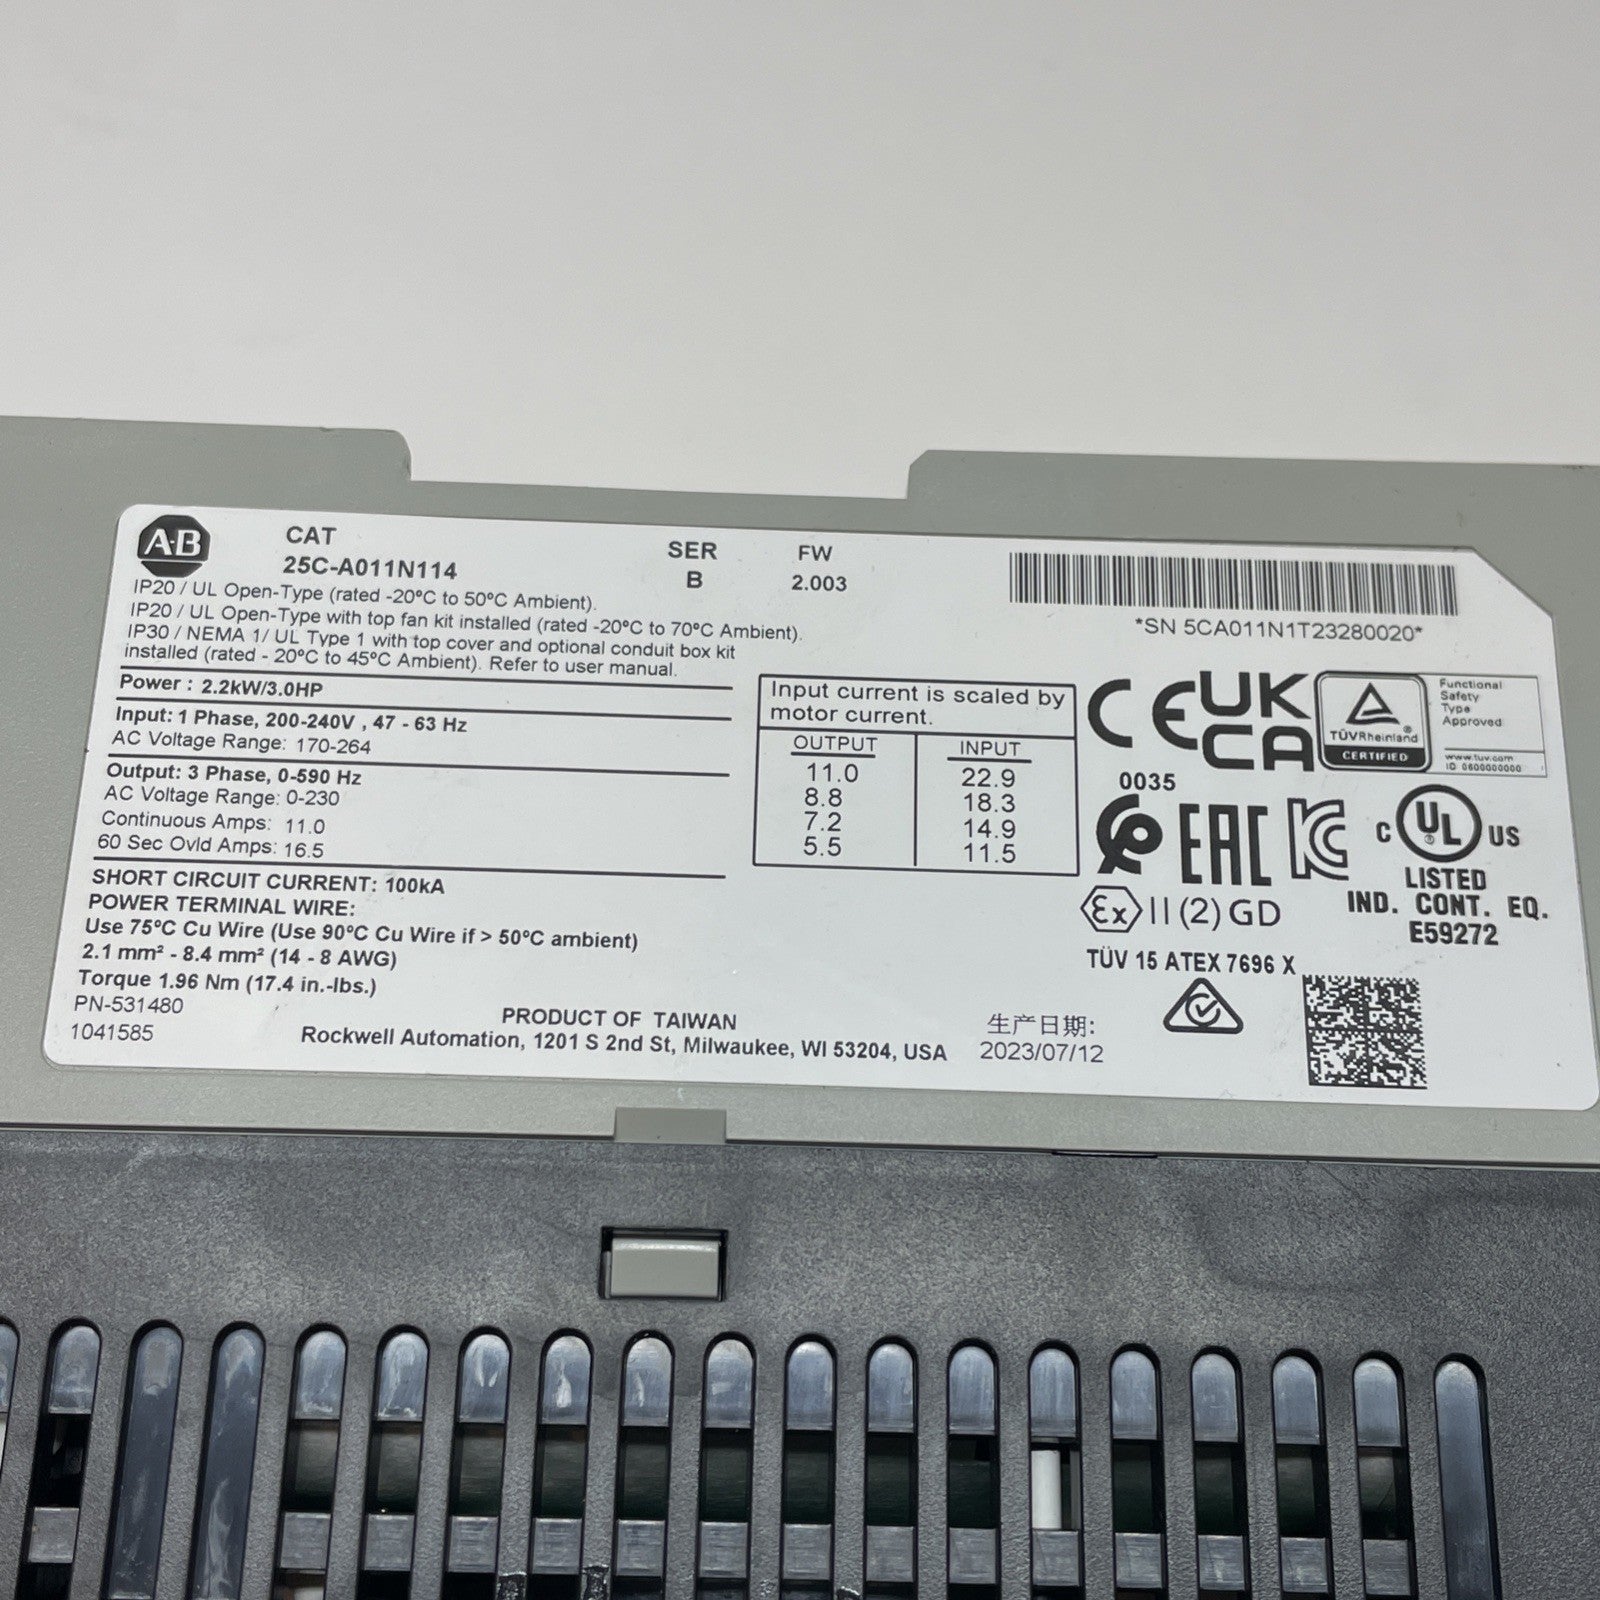 A-B
CAT
25C-A011N114
SER
B
FW
2.003
*SN 5CA011N1T23280020*
IP20 / UL Open-Type (rated -20°C to 50°C Ambient).
IP20 / UL Open-Type with top fan kit installed (rated -20°C to 70°C Ambient).
IP30 / NEMA 1/ UL Type 1 with top cover and optional conduit box kit
installed (rated - 20°C to 45°C Ambient). Refer to user manual.
Power : 2.2kW/3.0HP
Input: 1 Phase, 200-240V , 47 - 63 Hz
AC Voltage Range: 170-264
Output: 3 Phase, 0-590 Hz
AC Voltage Range: 0-230
Continuous Amps: 11.0
60 Sec Ovld Amps: 16.5
SHORT CIRCUIT CURRENT: 100kA
POWER TERMINAL WIRE:
Use 75°C Cu Wire (Use 90°C Cu Wire if > 50°C ambient)
2.1 mm² - 8.4 mm² (14 - 8 AWG)
Torque 1.96 Nm (17.4 in.-lbs.)
PN-531480
1041585
Input current is scaled by
motor current.
OUTPUT INPUT
11.0 22.9
8.8 18.3
7.2 14.9
5.5 11.5
CE
UK
CA
TÜVRheinland®
CERTIFIED
Functional
Safety
Type
Approved
www.tuv.com
ID 0600000000
0035
EAC
KC
C UL® US
LISTED
IND. CONT. EQ.
E59272
Ex II (2) GD
TÜV 15 ATEX 7696 X
PRODUCT OF TAIWAN
Rockwell Automation, 1201 S 2nd St, Milwaukee, WI 53204, USA
生产日期:
2023/07/12